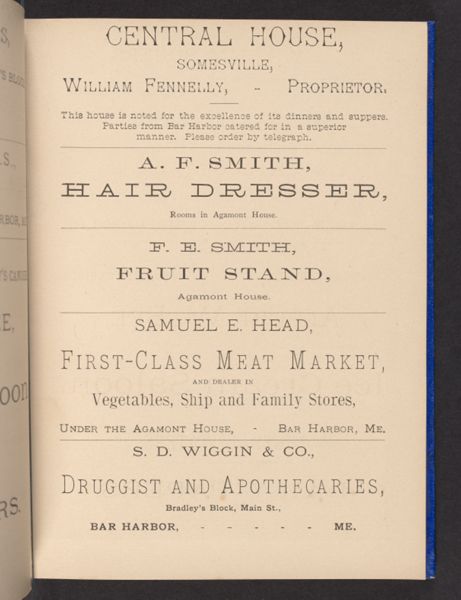 CENTRAL HOUSE,
SOMESVILLE,
WILLIAM FENNELLY, - PROPRIETOR.
This house is noted for the excellence of its dinners and suppers.
Parties from Bar Harbor catered for in a superior
manner. Please order by telegraph.
A. F. SMITH,
HAIR DRESSER,
Rooms in Agamont House.
F. E. SMITH,
FRUIT STAND,
Agamont House.
SAMUEL E. HEAD,
FIRST-CLASS MEAT MARKET,
AND DEALER IN
Vegetables, Ship and Family Stores,
UNDER THE AGAMONT HOUSE, - BAR HARBOR, ME.
S. D. WIGGIN & CO.,
DRUGGIST AND APOTHECARIES,
Bradley's Block, Main St.,
BAR HARBOR, - - - - - ME.